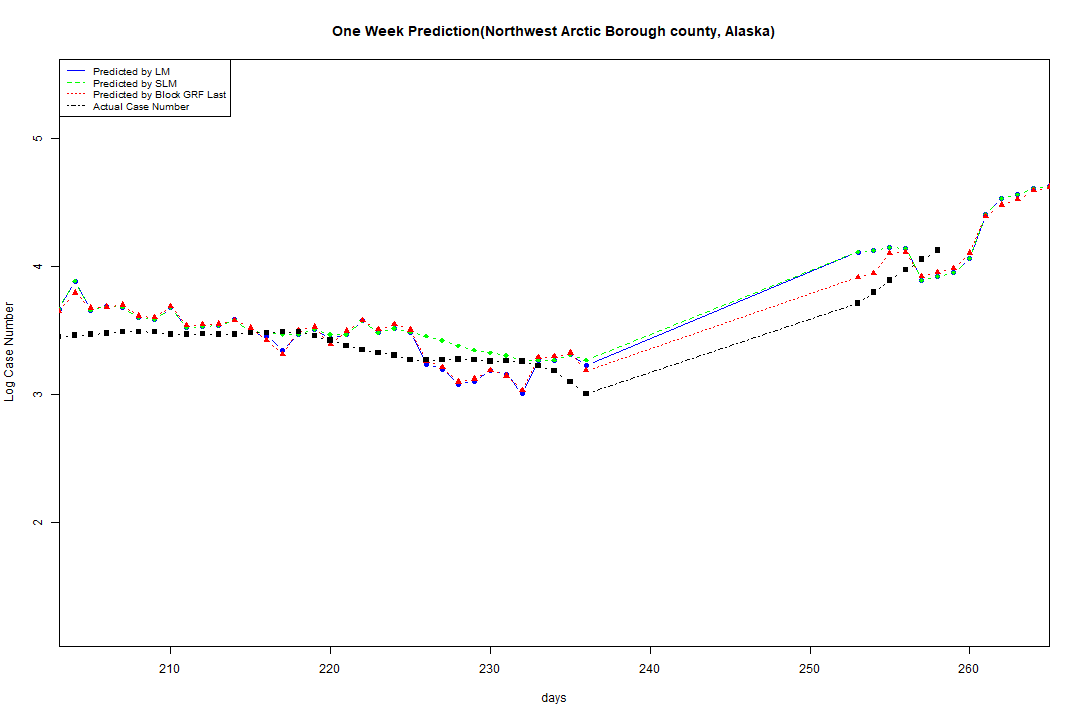 One Week Prediction(Northwest Arctic Borough county, Alaska)
Predicted by LM
Predicted by SLM
Predicted by Block GRF Last
Actual Case Number
5
4
3
2
Log Case Number
210 220 230 240 250 260
days